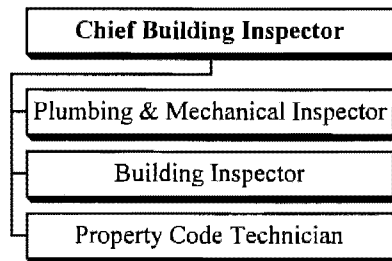 Chief Building Inspector
Plumbing & Mechanical Inspector
Building Inspector
Property Code Technician